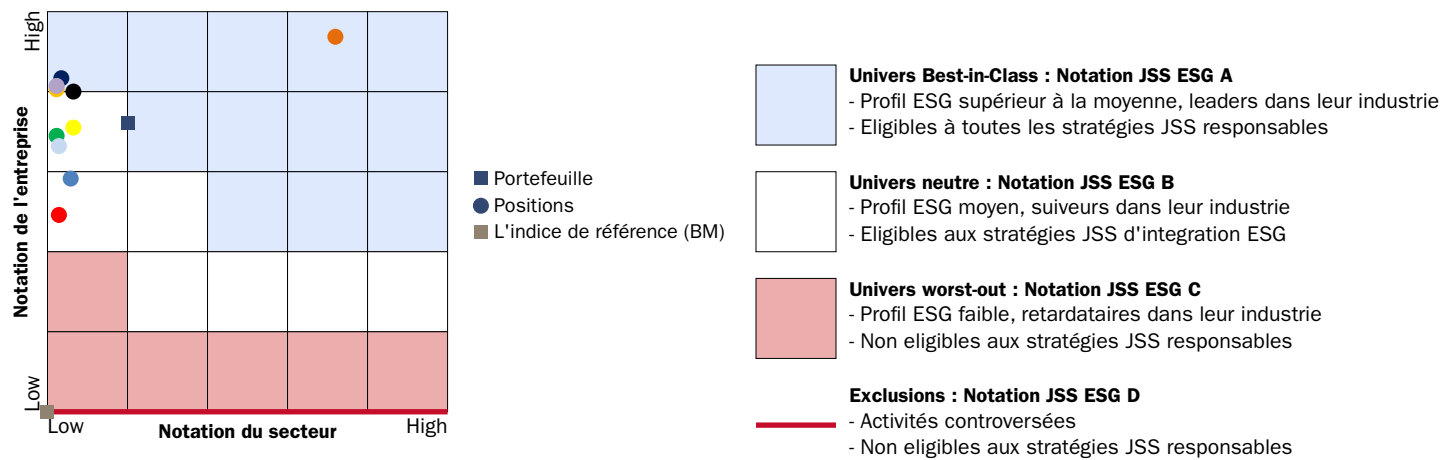 High
Notation de l'entreprise
Low
Low
Notation du secteur
High
Portefeuille
Positions
L'indice de référence (BM)
Univers Best-in-Class : Notation JSS ESG A
- Profil ESG supérieur à la moyenne, leaders dans leur industrie
- Eligibles à toutes les stratégies JSS responsables
Univers neutre : Notation JSS ESG B
- Profil ESG moyen, suiveurs dans leur industrie
- Eligibles aux stratégies JSS d'integration ESG
Univers worst-out : Notation JSS ESG C
- Profil ESG faible, retardataires dans leur industrie
- Non eligibles aux stratégies JSS responsables
Exclusions : Notation JSS ESG D
- Activités controversées
- Non eligibles aux stratégies JSS responsables